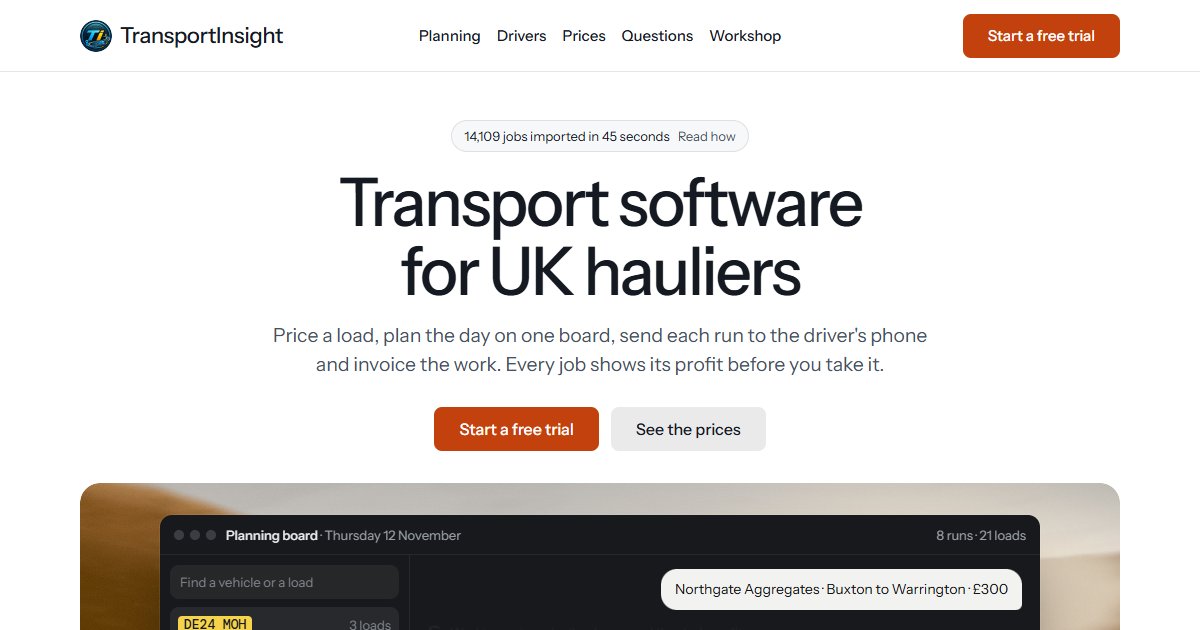 Ti
TransportInsight
Planning
Drivers
Prices
Questions
Workshop
Start a free trial
14,109 jobs imported in 45 seconds Read how
Transport software
for UK hauliers
Price a load, plan the day on one board, send each run to the driver's phone
and invoice the work. Every job shows its profit before you take it.
Start a free trial
See the prices
Planning board · Thursday 12 November
8 runs · 21 loads
Find a vehicle or a load
Northgate Aggregates · Buxton to Warrington · £300
DE24 MOH
3 loads